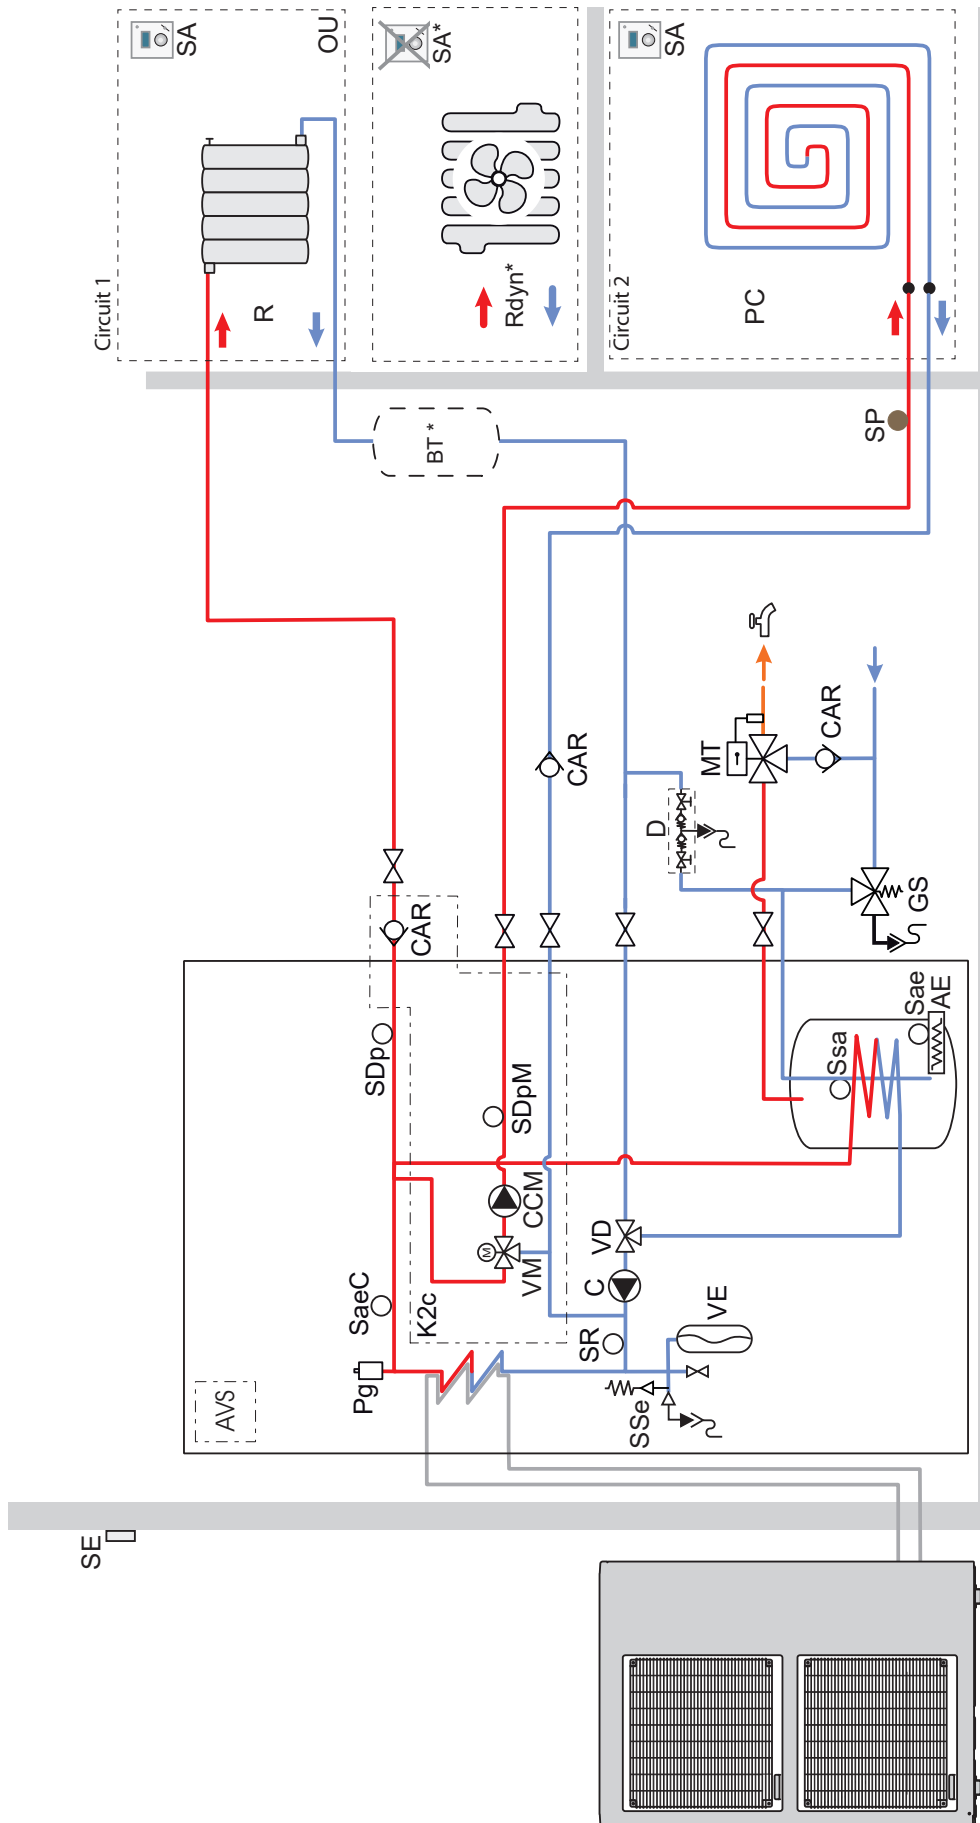 SA
OU
SA*
SA
Circuit 1
R
Rdyn*
Circuit 2
PC
BT *
SP
CAR
CAR
MT
CAR
D
GS
SDp
SDpM
Sae
AE
Ssa
CCM
VM
M
VD
C
SaeC
K2c
SR
VE
Pg
SSe
AVS
SE